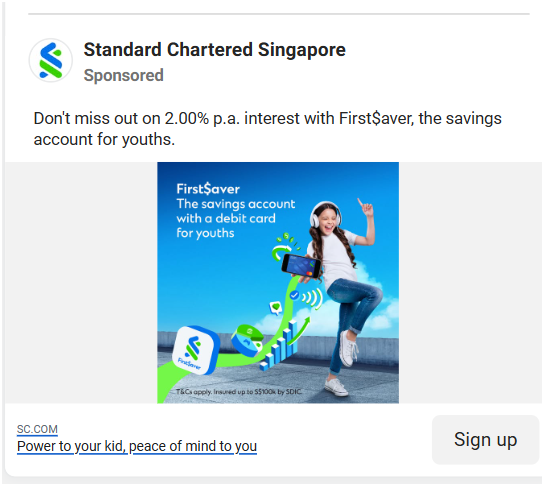 Standard Chartered Singapore
Sponsored
Don't miss out on 2.00% p.a. interest with First$aver, the savings
account for youths.
First$aver
The savings account
with a debit card
for youths
First$aver
T&Cs apply. Insured up to S$100k by SDIC.
SC.COM
Power to your kid, peace of mind to you
Sign up